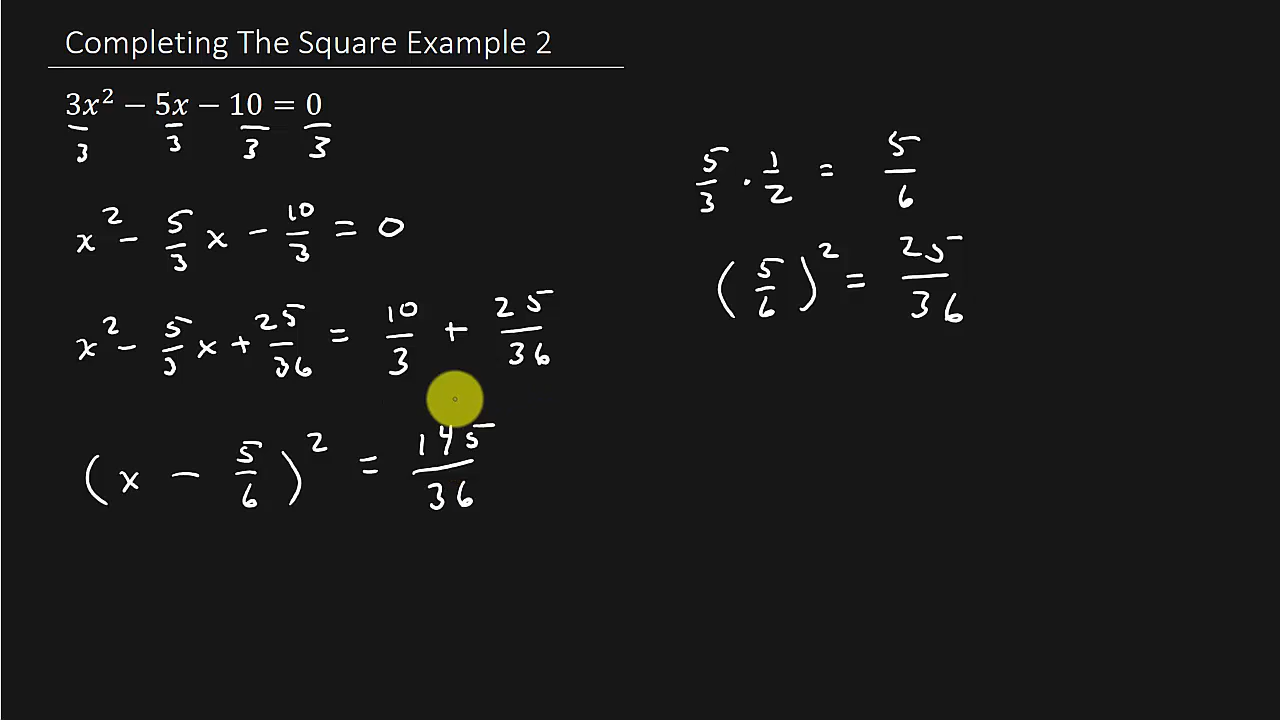 Completing The Square Example 2
3x² − 5x − 10 = 0
3 3 3 3
x² − 5/3 x − 10/3 = 0
x² − 5/3 x + 25/36 = 10/3 + 25/36
(x − 5/6)² = 145/36
5/3 · 1/2 = 5/6
(5/6)² = 25/36